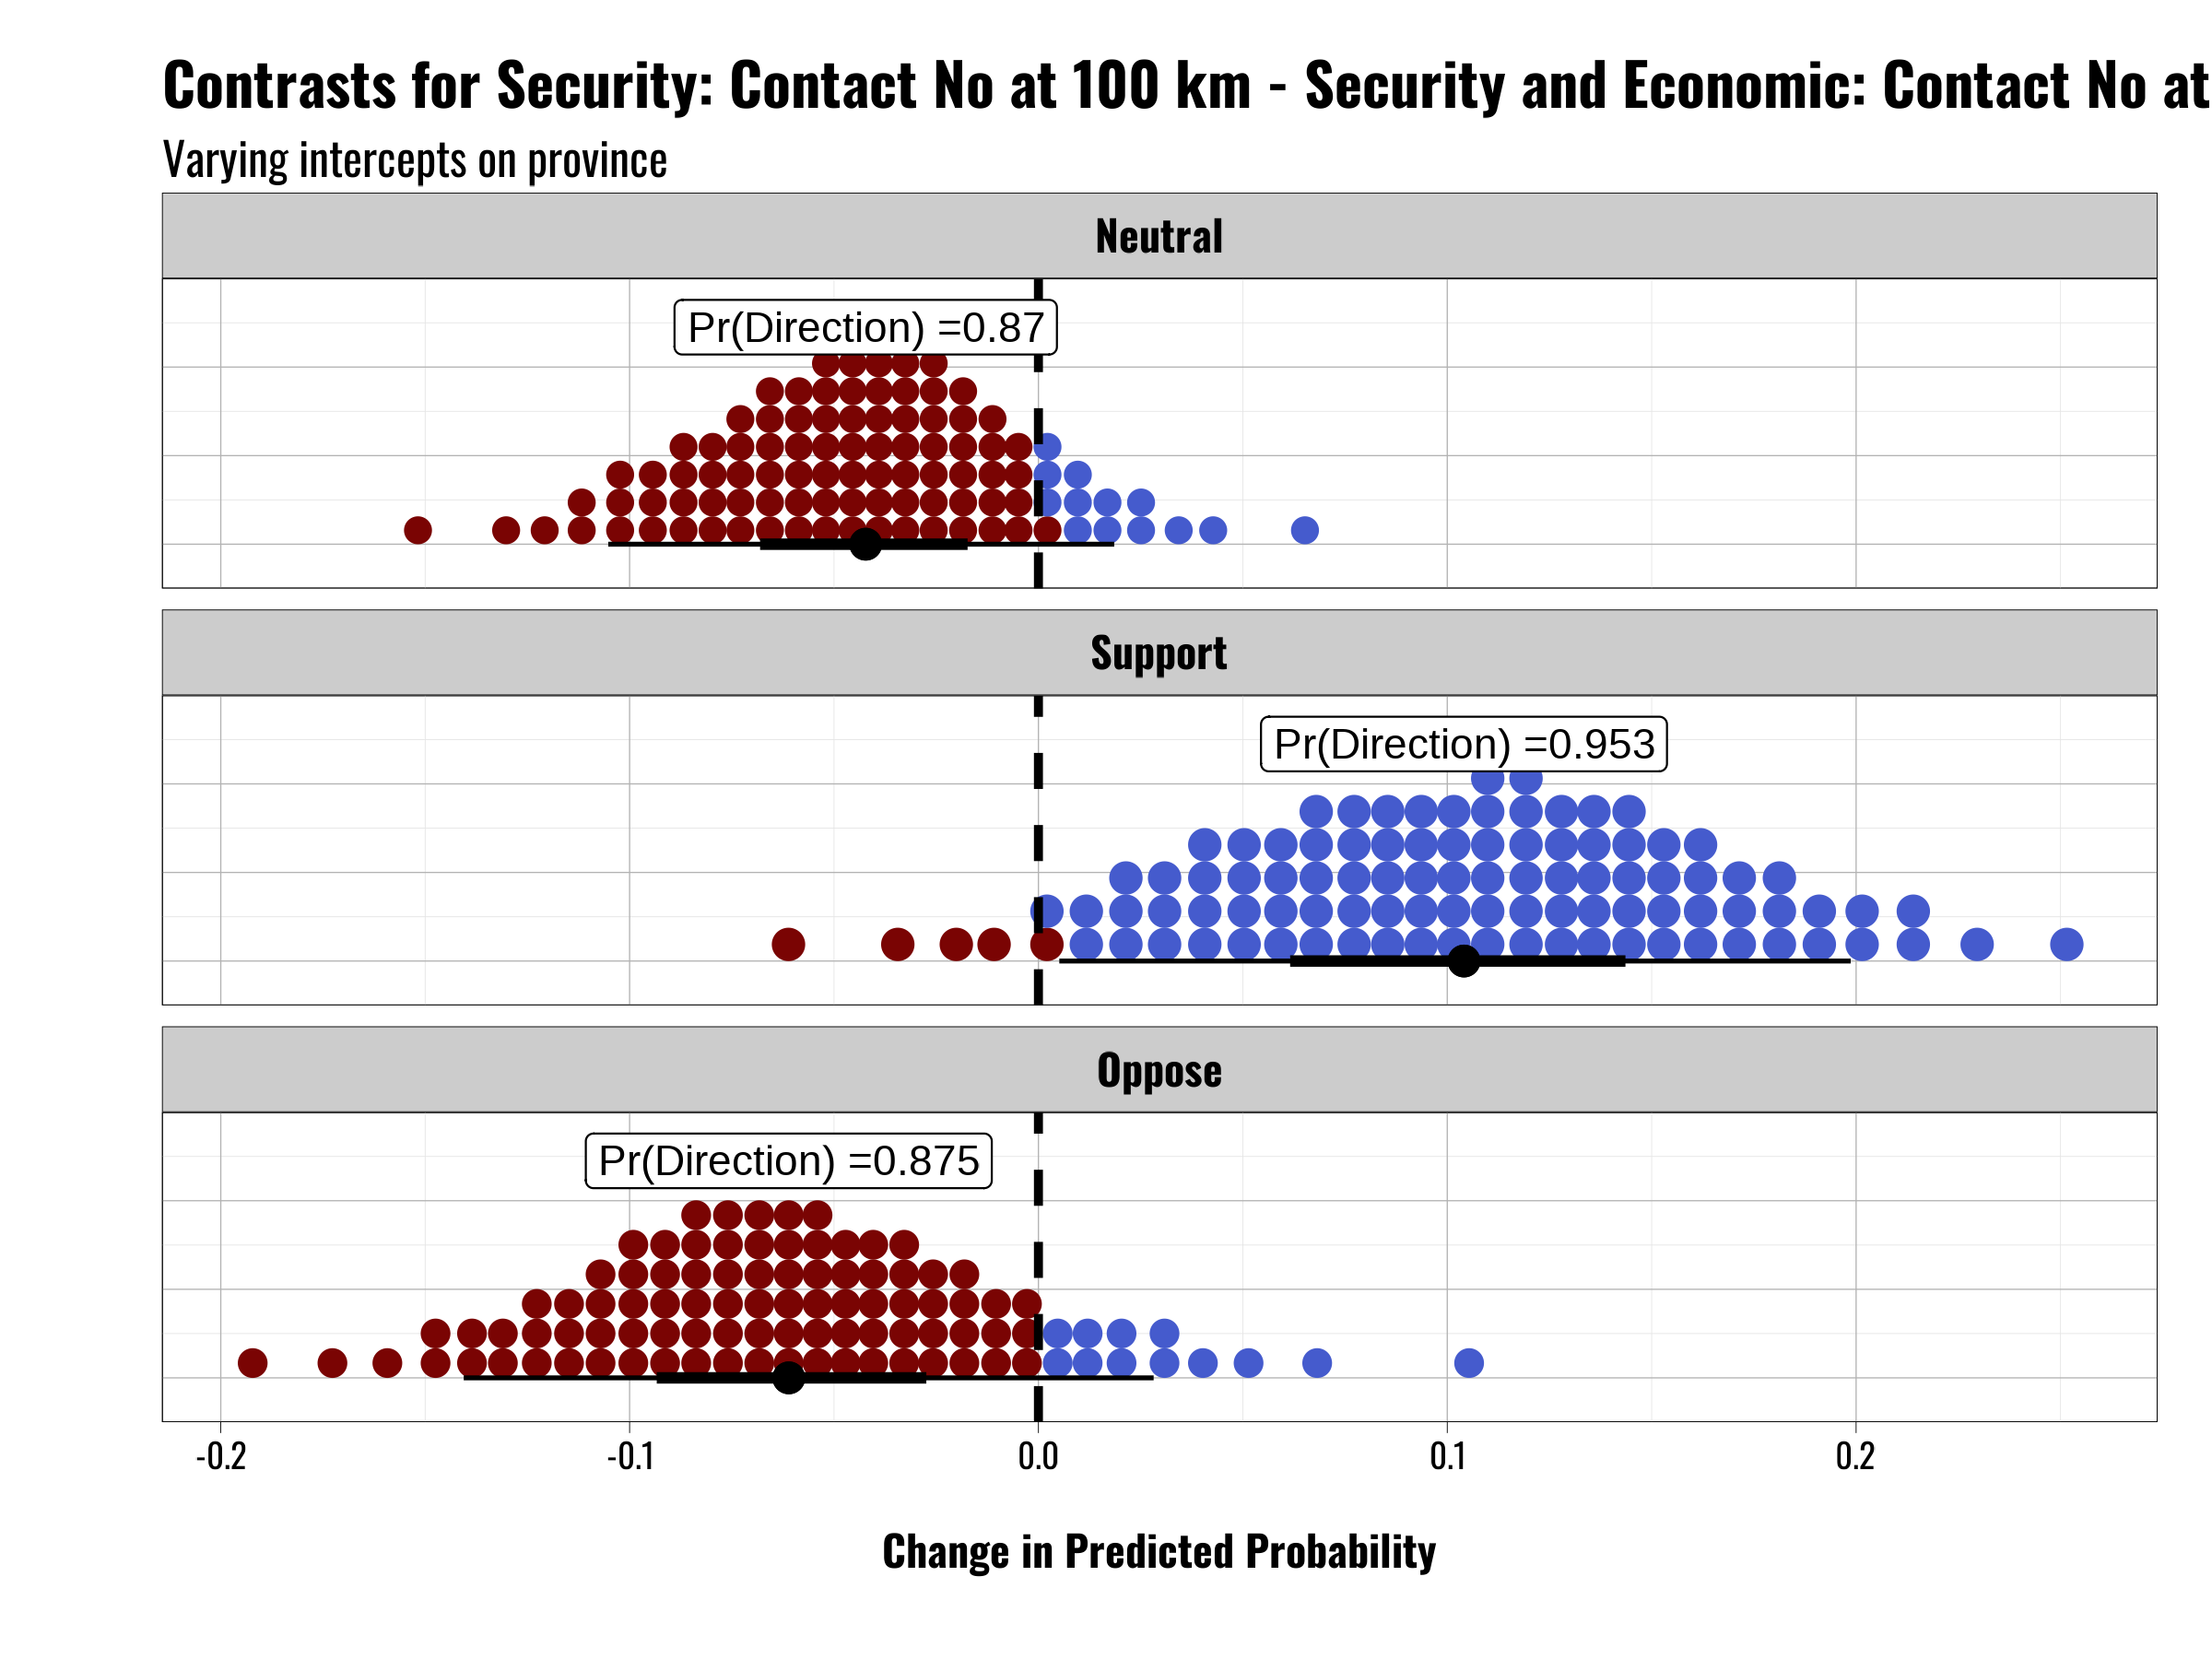 Contrasts for Security: Contact No at 100 km - Security and Economic: Contact No at
Varying intercepts on province
Neutral
Pr(Direction) =0.87
Support
Pr(Direction) =0.953
Oppose
Pr(Direction) =0.875
-0.2 -0.1 0.0 0.1 0.2
Change in Predicted Probability